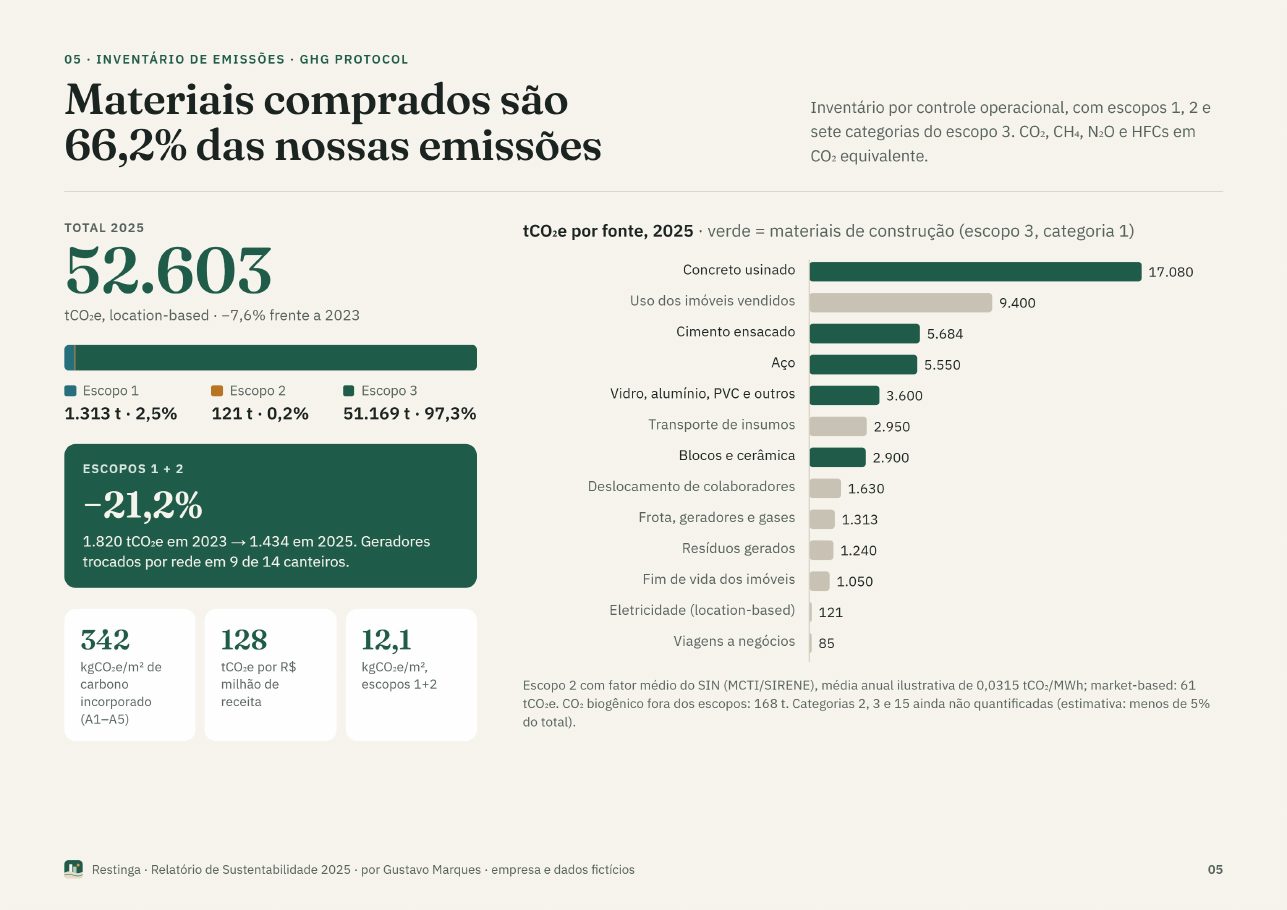 05 · INVENTÁRIO DE EMISSÕES · GHG PROTOCOL
Materiais comprados são
66,2% das nossas emissões
Inventário por controle operacional, com escopos 1, 2 e
sete categorias do escopo 3. CO₂, CH₄, N₂O e HFCs em
CO₂ equivalente.
TOTAL 2025
52.603
tCO₂e, location-based · −7,6% frente a 2023
Escopo 1
1.313 t · 2,5%
Escopo 2
121 t · 0,2%
Escopo 3
51.169 t · 97,3%
ESCOPOS 1 + 2
−21,2%
1.820 tCO₂e em 2023 → 1.434 em 2025. Geradores
trocados por rede em 9 de 14 canteiros.
342
kgCO₂e/m² de
carbono
incorporado
(A1–A5)
128
tCO₂e por R$
milhão de
receita
12,1
kgCO₂e/m²,
escopos 1+2
tCO₂e por fonte, 2025 · verde = materiais de construção (escopo 3, categoria 1)
Concreto usinado 17.080
Uso dos imóveis vendidos 9.400
Cimento ensacado 5.684
Aço 5.550
Vidro, alumínio, PVC e outros 3.600
Transporte de insumos 2.950
Blocos e cerâmica 2.900
Deslocamento de colaboradores 1.630
Frota, geradores e gases 1.313
Resíduos gerados 1.240
Fim de vida dos imóveis 1.050
Eletricidade (location-based) 121
Viagens a negócios 85
Escopo 2 com fator médio do SIN (MCTI/SIRENE), média anual ilustrativa de 0,0315 tCO₂/MWh; market-based: 61
tCO₂e. CO₂ biogênico fora dos escopos: 168 t. Categorias 2, 3 e 15 ainda não quantificadas (estimativa: menos de 5%
do total).
Restinga · Relatório de Sustentabilidade 2025 · por Gustavo Marques · empresa e dados fictícios
05